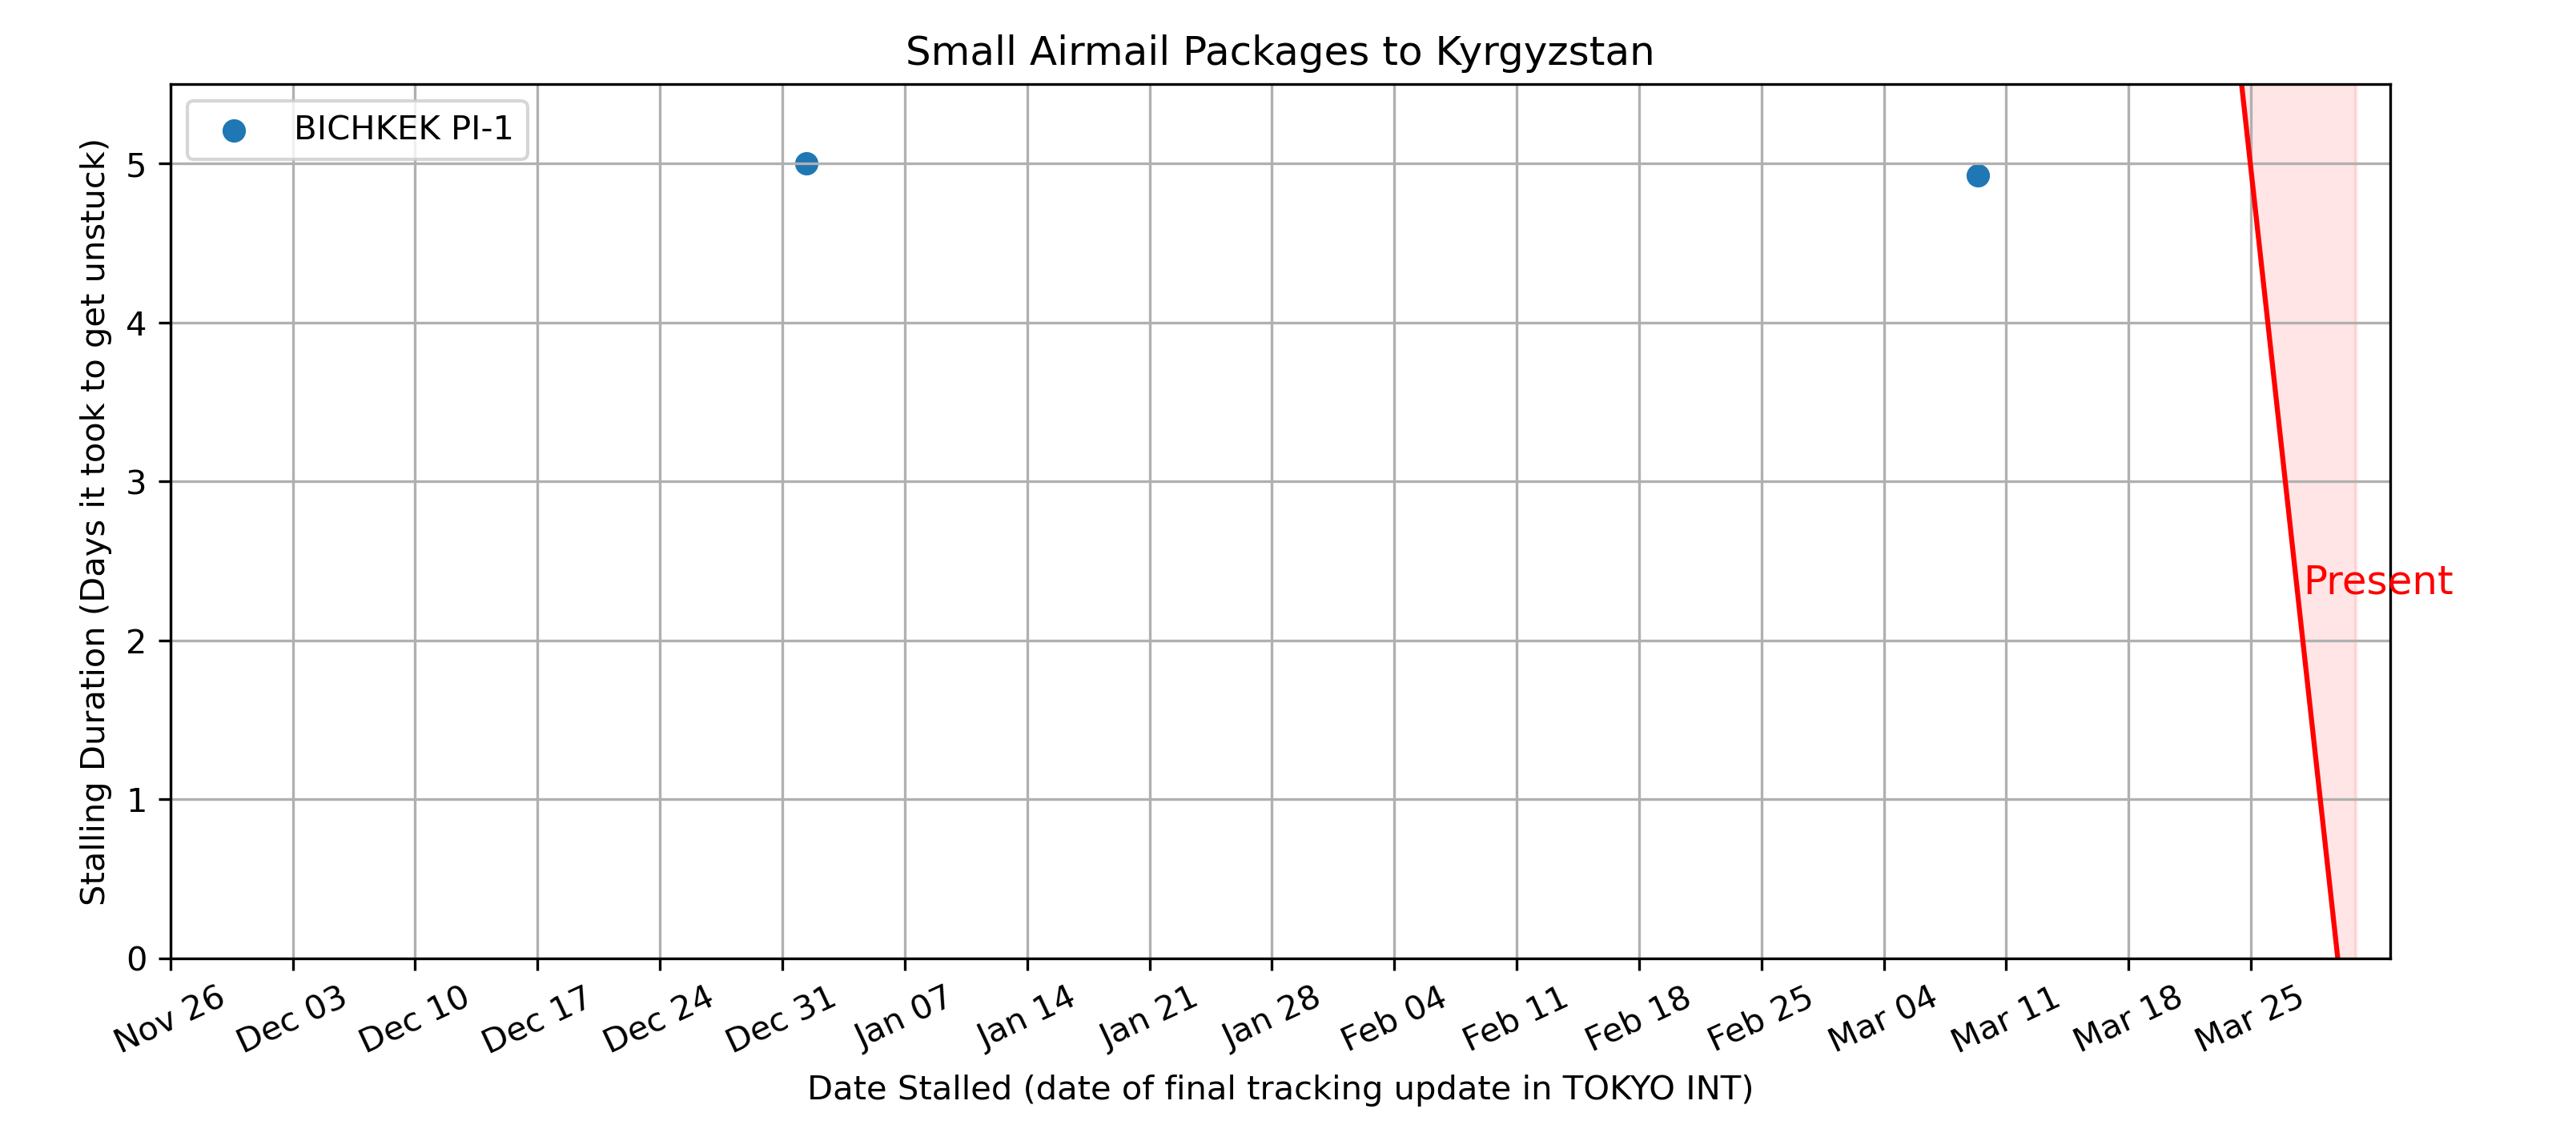 Small Airmail Packages to Kyrgyzstan
BICHKEK PI-1
Stalling Duration (Days it took to get unstuck)
5
4
3
2
1
0
Present
Nov 26
Dec 03
Dec 10
Dec 17
Dec 24
Dec 31
Jan 07
Jan 14
Jan 21
Jan 28
Feb 04
Feb 11
Feb 18
Feb 25
Mar 04
Mar 11
Mar 18
Mar 25
Date Stalled (date of final tracking update in TOKYO INT)